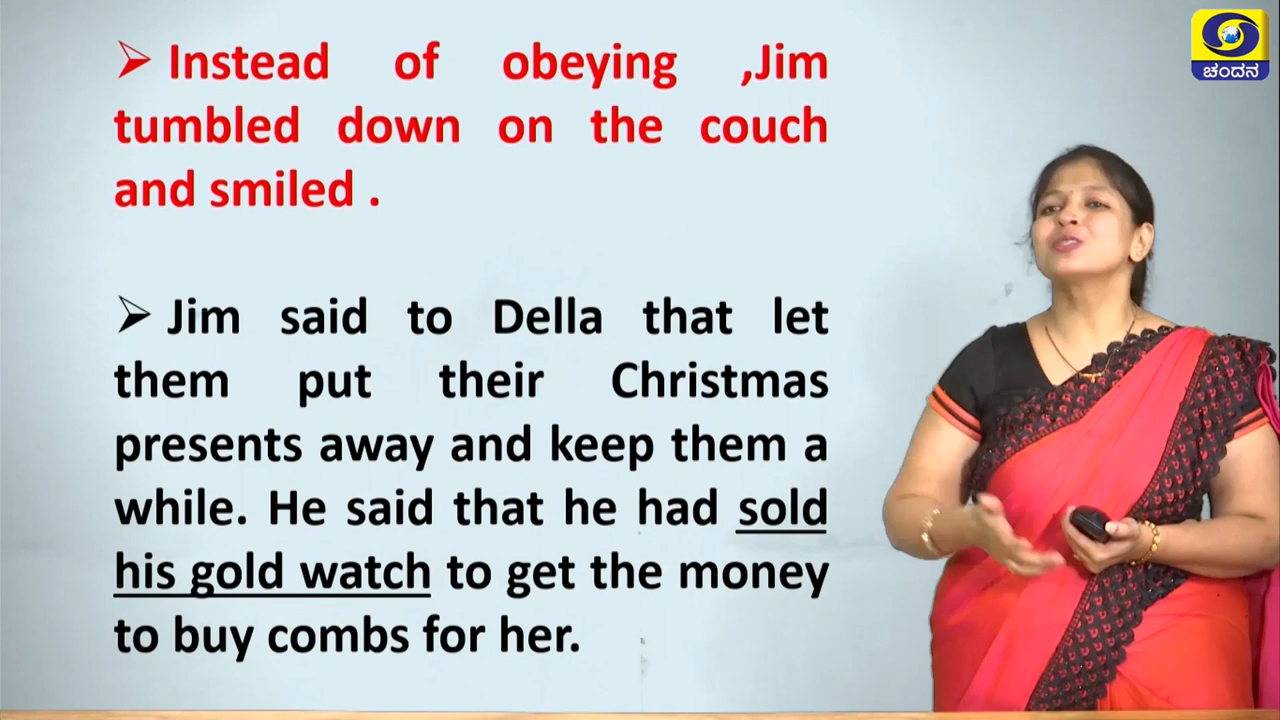 ➢ Instead of obeying ,Jim
tumbled down on the couch
and smiled .
➢ Jim said to Della that let
them put their Christmas
presents away and keep them a
while. He said that he had sold
his gold watch to get the money
to buy combs for her.
ಚಂದನ